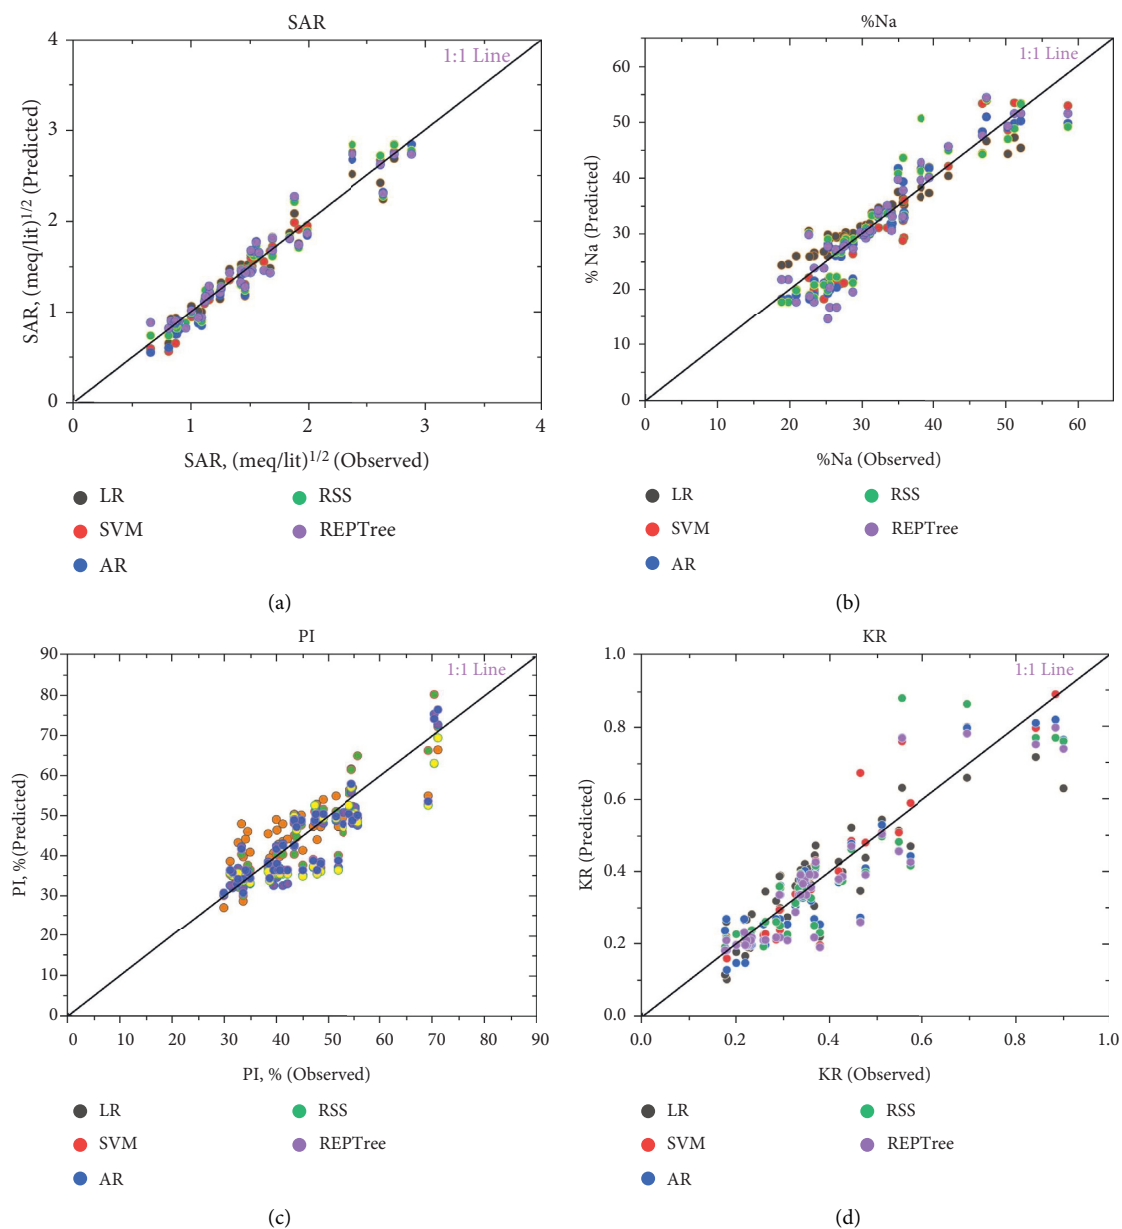 SAR
1:1 Line
SAR, (meq/lit)1/2 (Predicted)
4
3
2
1
0
0 1 2 3 4
SAR, (meq/lit)1/2 (Observed)
LR RSS
SVM REPTree
AR
(a)
%Na
1:1 Line
% Na (Predicted)
60
50
40
30
20
10
0
0 10 20 30 40 50 60
%Na (Observed)
LR RSS
SVM REPTree
AR
(b)
PI
1:1 Line
PI, %(Predicted)
90
80
70
60
50
40
30
20
10
0
0 10 20 30 40 50 60 70 80 90
PI, % (Observed)
LR RSS
SVM REPTree
AR
(c)
KR
1:1 Line
KR (Predicted)
1.0
0.8
0.6
0.4
0.2
0.0
0.0 0.2 0.4 0.6 0.8 1.0
KR (Observed)
LR RSS
SVM REPTree
AR
(d)